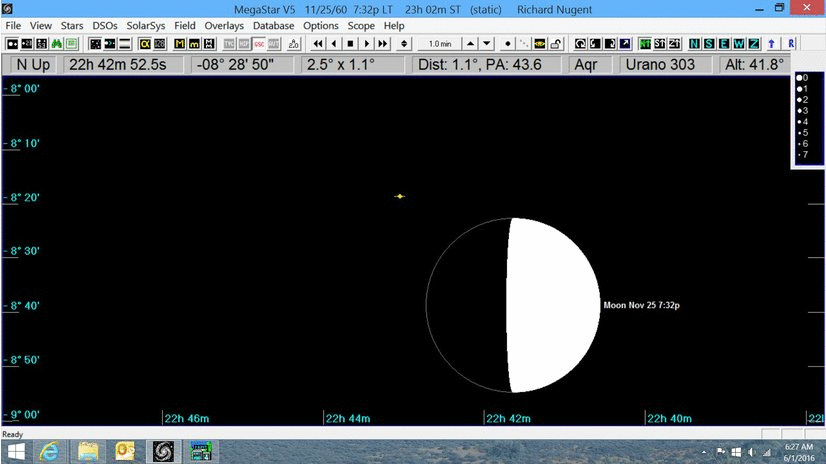 MegaStar V5 11/25/60 7:32p LT 23h 02m ST (static) Richard Nugent
File View Stars DSOs SolarSys Field Overlays Database Options Scope Help
1.0 min
N S E W Z R
N Up 22h 42m 52.5s -08° 28' 50" 2.5° x 1.1° Dist: 1.1°, PA: 43.6 Aqr Urano 303 Alt: 41.8°
0
1
2
3
4
5
6
7
- 8° 00'
- 8° 10'
- 8° 20'
- 8° 30'
- 8° 40'
- 8° 50'
- 9° 00'
Moon Nov 25 7:32p
22h 46m 22h 44m 22h 42m 22h 40m
Ready
6:27 AM
6/1/2016